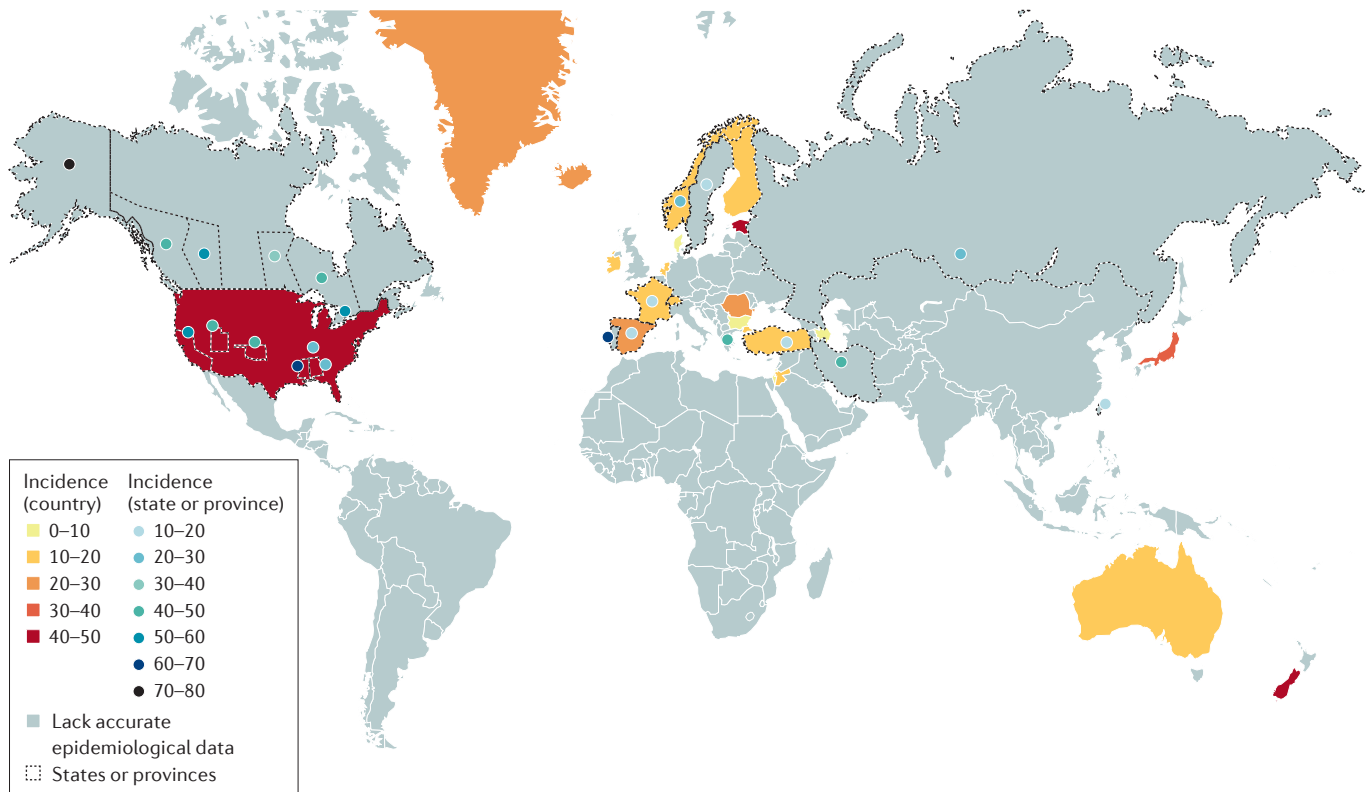 Incidence
(country)
0–10
10–20
20–30
30–40
40–50
Incidence
(state or province)
10–20
20–30
30–40
40–50
50–60
60–70
70–80
Lack accurate
epidemiological data
States or provinces